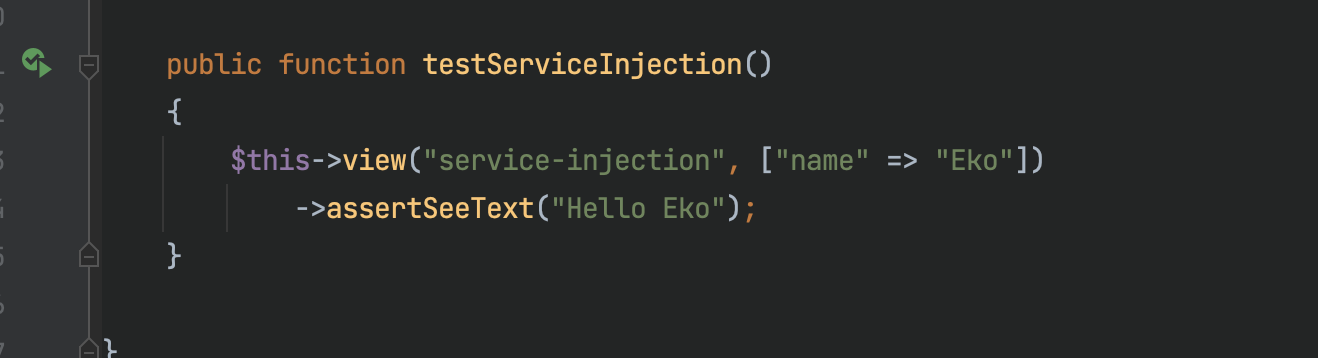 public function testServiceInjection()
{
$this->view("service-injection", ["name" => "Eko"])
->assertSeeText("Hello Eko");
}
}